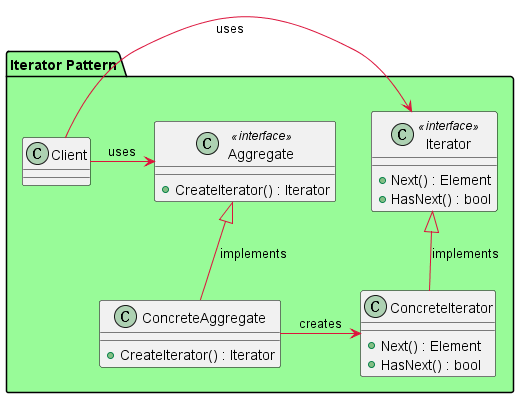 uses
Iterator Pattern
C Client
uses
C «interface»
Aggregate
CreateIterator() : Iterator
C «interface»
Iterator
Next() : Element
HasNext() : bool
implements
implements
C ConcreteAggregate
CreateIterator() : Iterator
creates
C ConcreteIterator
Next() : Element
HasNext() : bool